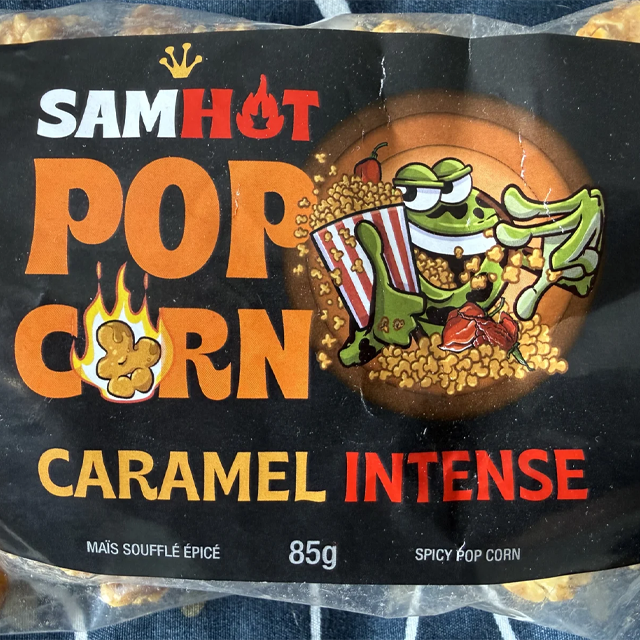 SAMHOT
POP
CORN
CARAMEL INTENSE
MAÏS SOUFFLÉ ÉPICÉ 85g SPICY POP CORN